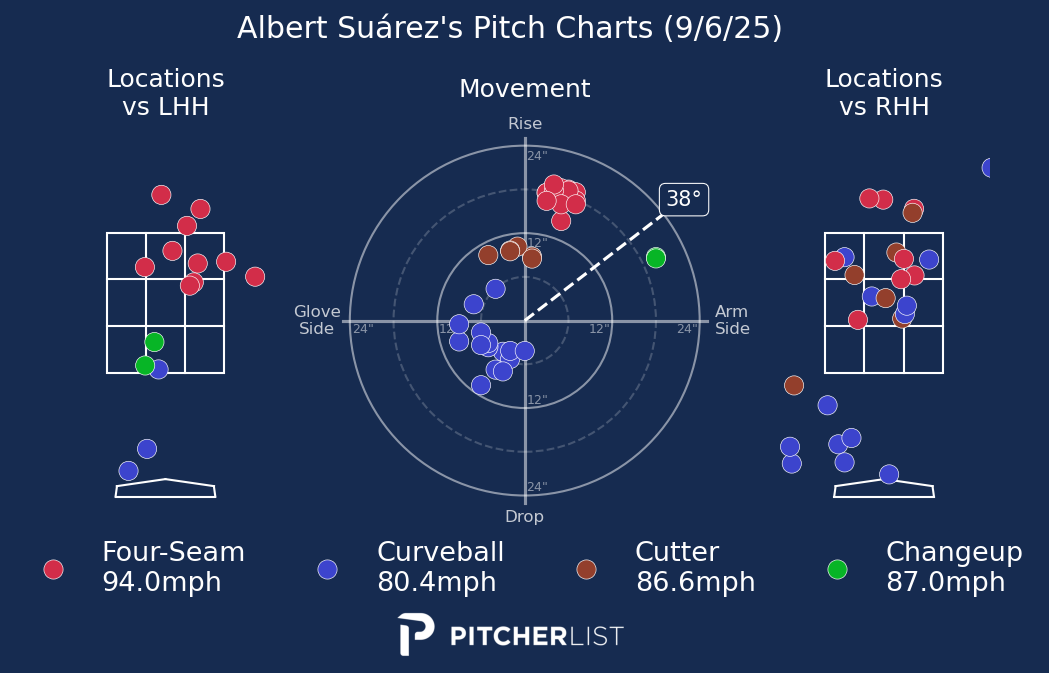 Albert Suárez's Pitch Charts (9/6/25)
Locations
vs LHH
Movement
Locations
vs RHH
Rise
24"
38°
12"
Glove
Side
24"
12"
12"
24"
Arm
Side
12"
24"
Drop
Four-Seam
94.0mph
Curveball
80.4mph
Cutter
86.6mph
Changeup
87.0mph
PITCHERLIST